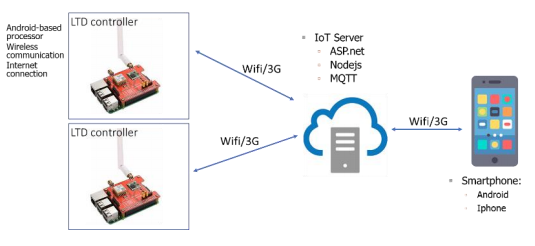 Android-based
processor
Wireless
communication
Internet
connection
LTD controller
Wifi/3G
LTD controller
Wifi/3G
IoT Server
ASP.net
Nodejs
MQTT
Wifi/3G
Smartphone:
Android
Iphone